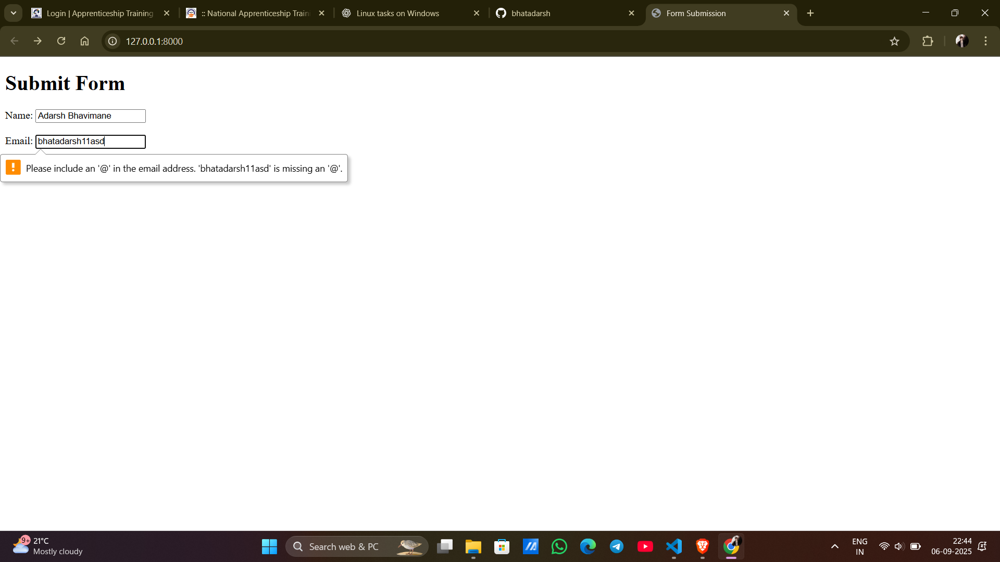 Login | Apprenticeship Training
:: National Apprenticeship Traini
Linux tasks on Windows
bhatadarsh
Form Submission
127.0.0.1:8000
Submit Form
Name: Adarsh Bhavimane
Email: bhatadarsh11asd
Please include an '@' in the email address. 'bhatadarsh11asd' is missing an '@'.
9+
21°C
Mostly cloudy
Search web & PC
ENG
IN
22:44
06-09-2025